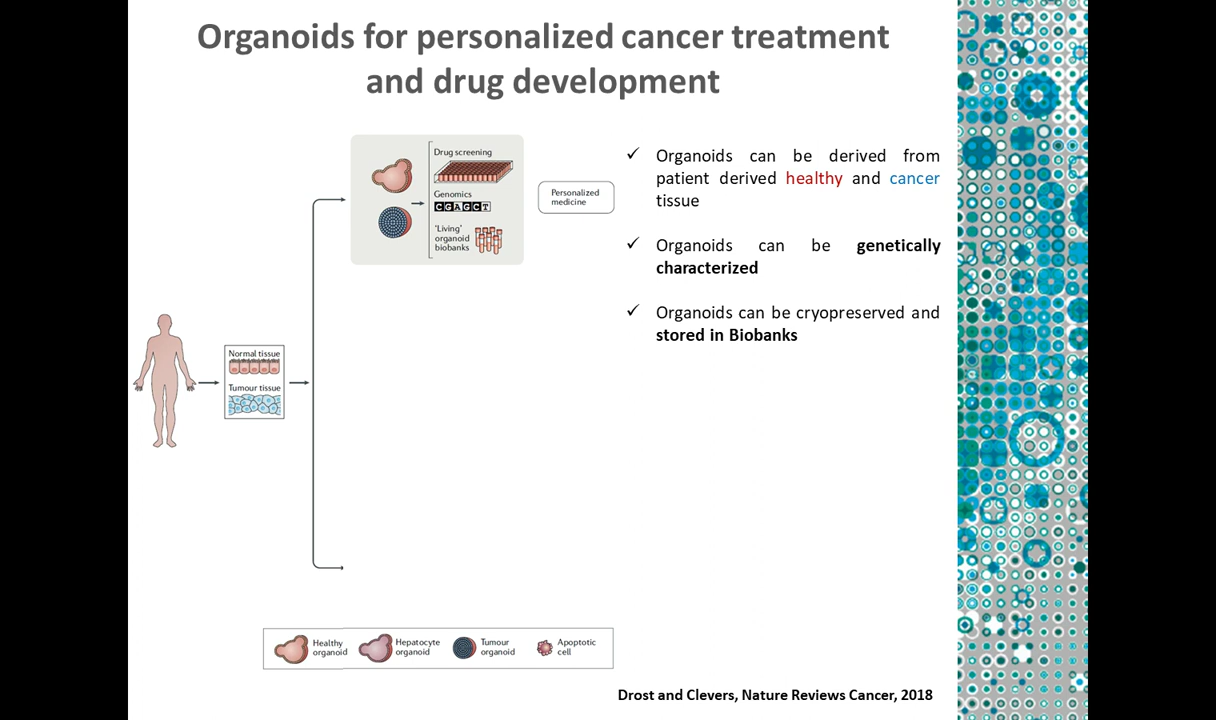 Organoids for personalized cancer treatment
and drug development
Drug screening
Genomics
CGAGCT
'Living'
organoid
biobanks
Personalized
medicine
✓ Organoids can be derived from
patient derived healthy and cancer
tissue
✓ Organoids can be genetically
characterized
✓ Organoids can be cryopreserved and
stored in Biobanks
Normal tissue
Tumour tissue
Healthy
organoid
Hepatocyte
organoid
Tumour
organoid
Apoptotic
cell
Drost and Clevers, Nature Reviews Cancer, 2018